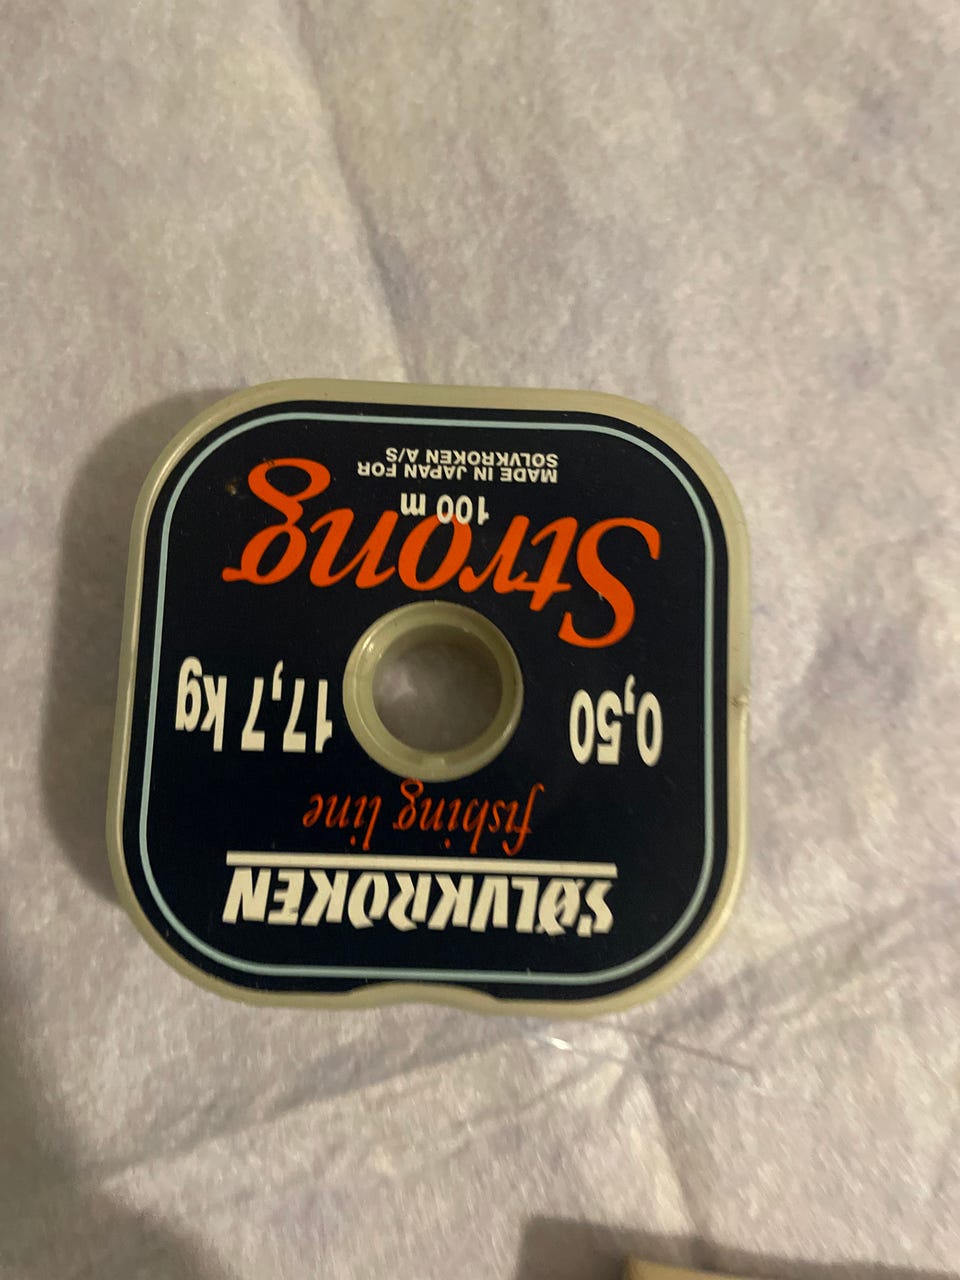 SØLVKROKEN
fishing line
0,50 17,7 kg
Strong
100 m
MADE IN JAPAN FOR
SOLVKROKEN A/S